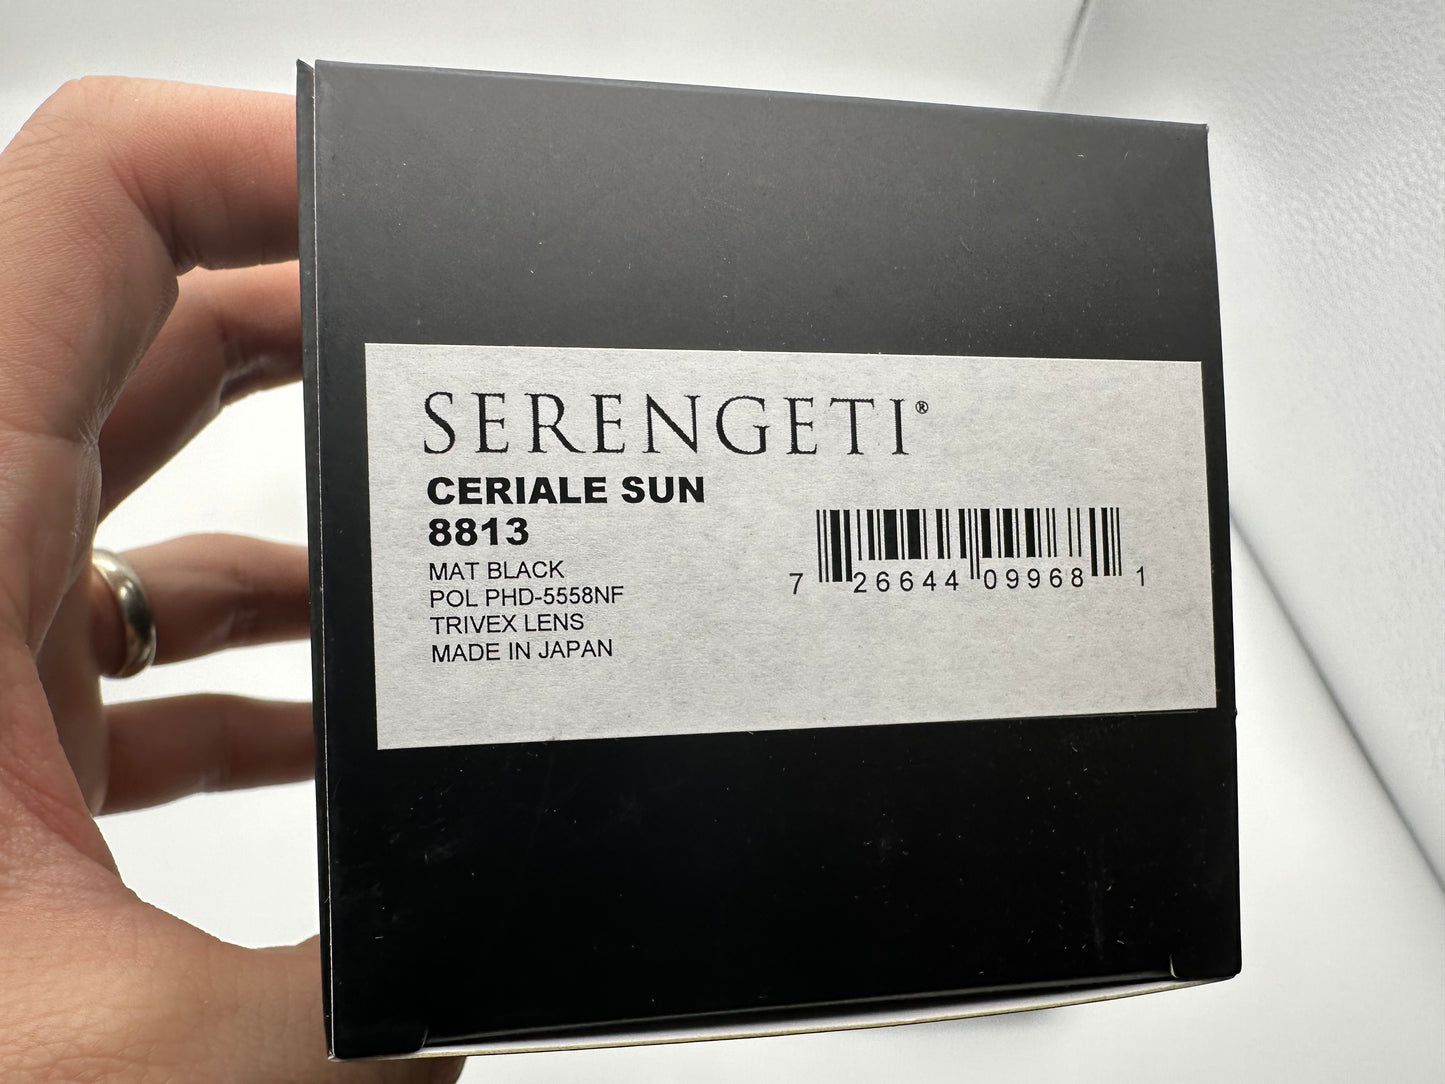 SERENGETI®
CERIALE SUN
8813
MAT BLACK
POL PHD-5558NF
TRIVEX LENS
MADE IN JAPAN
7 26644 09968 1